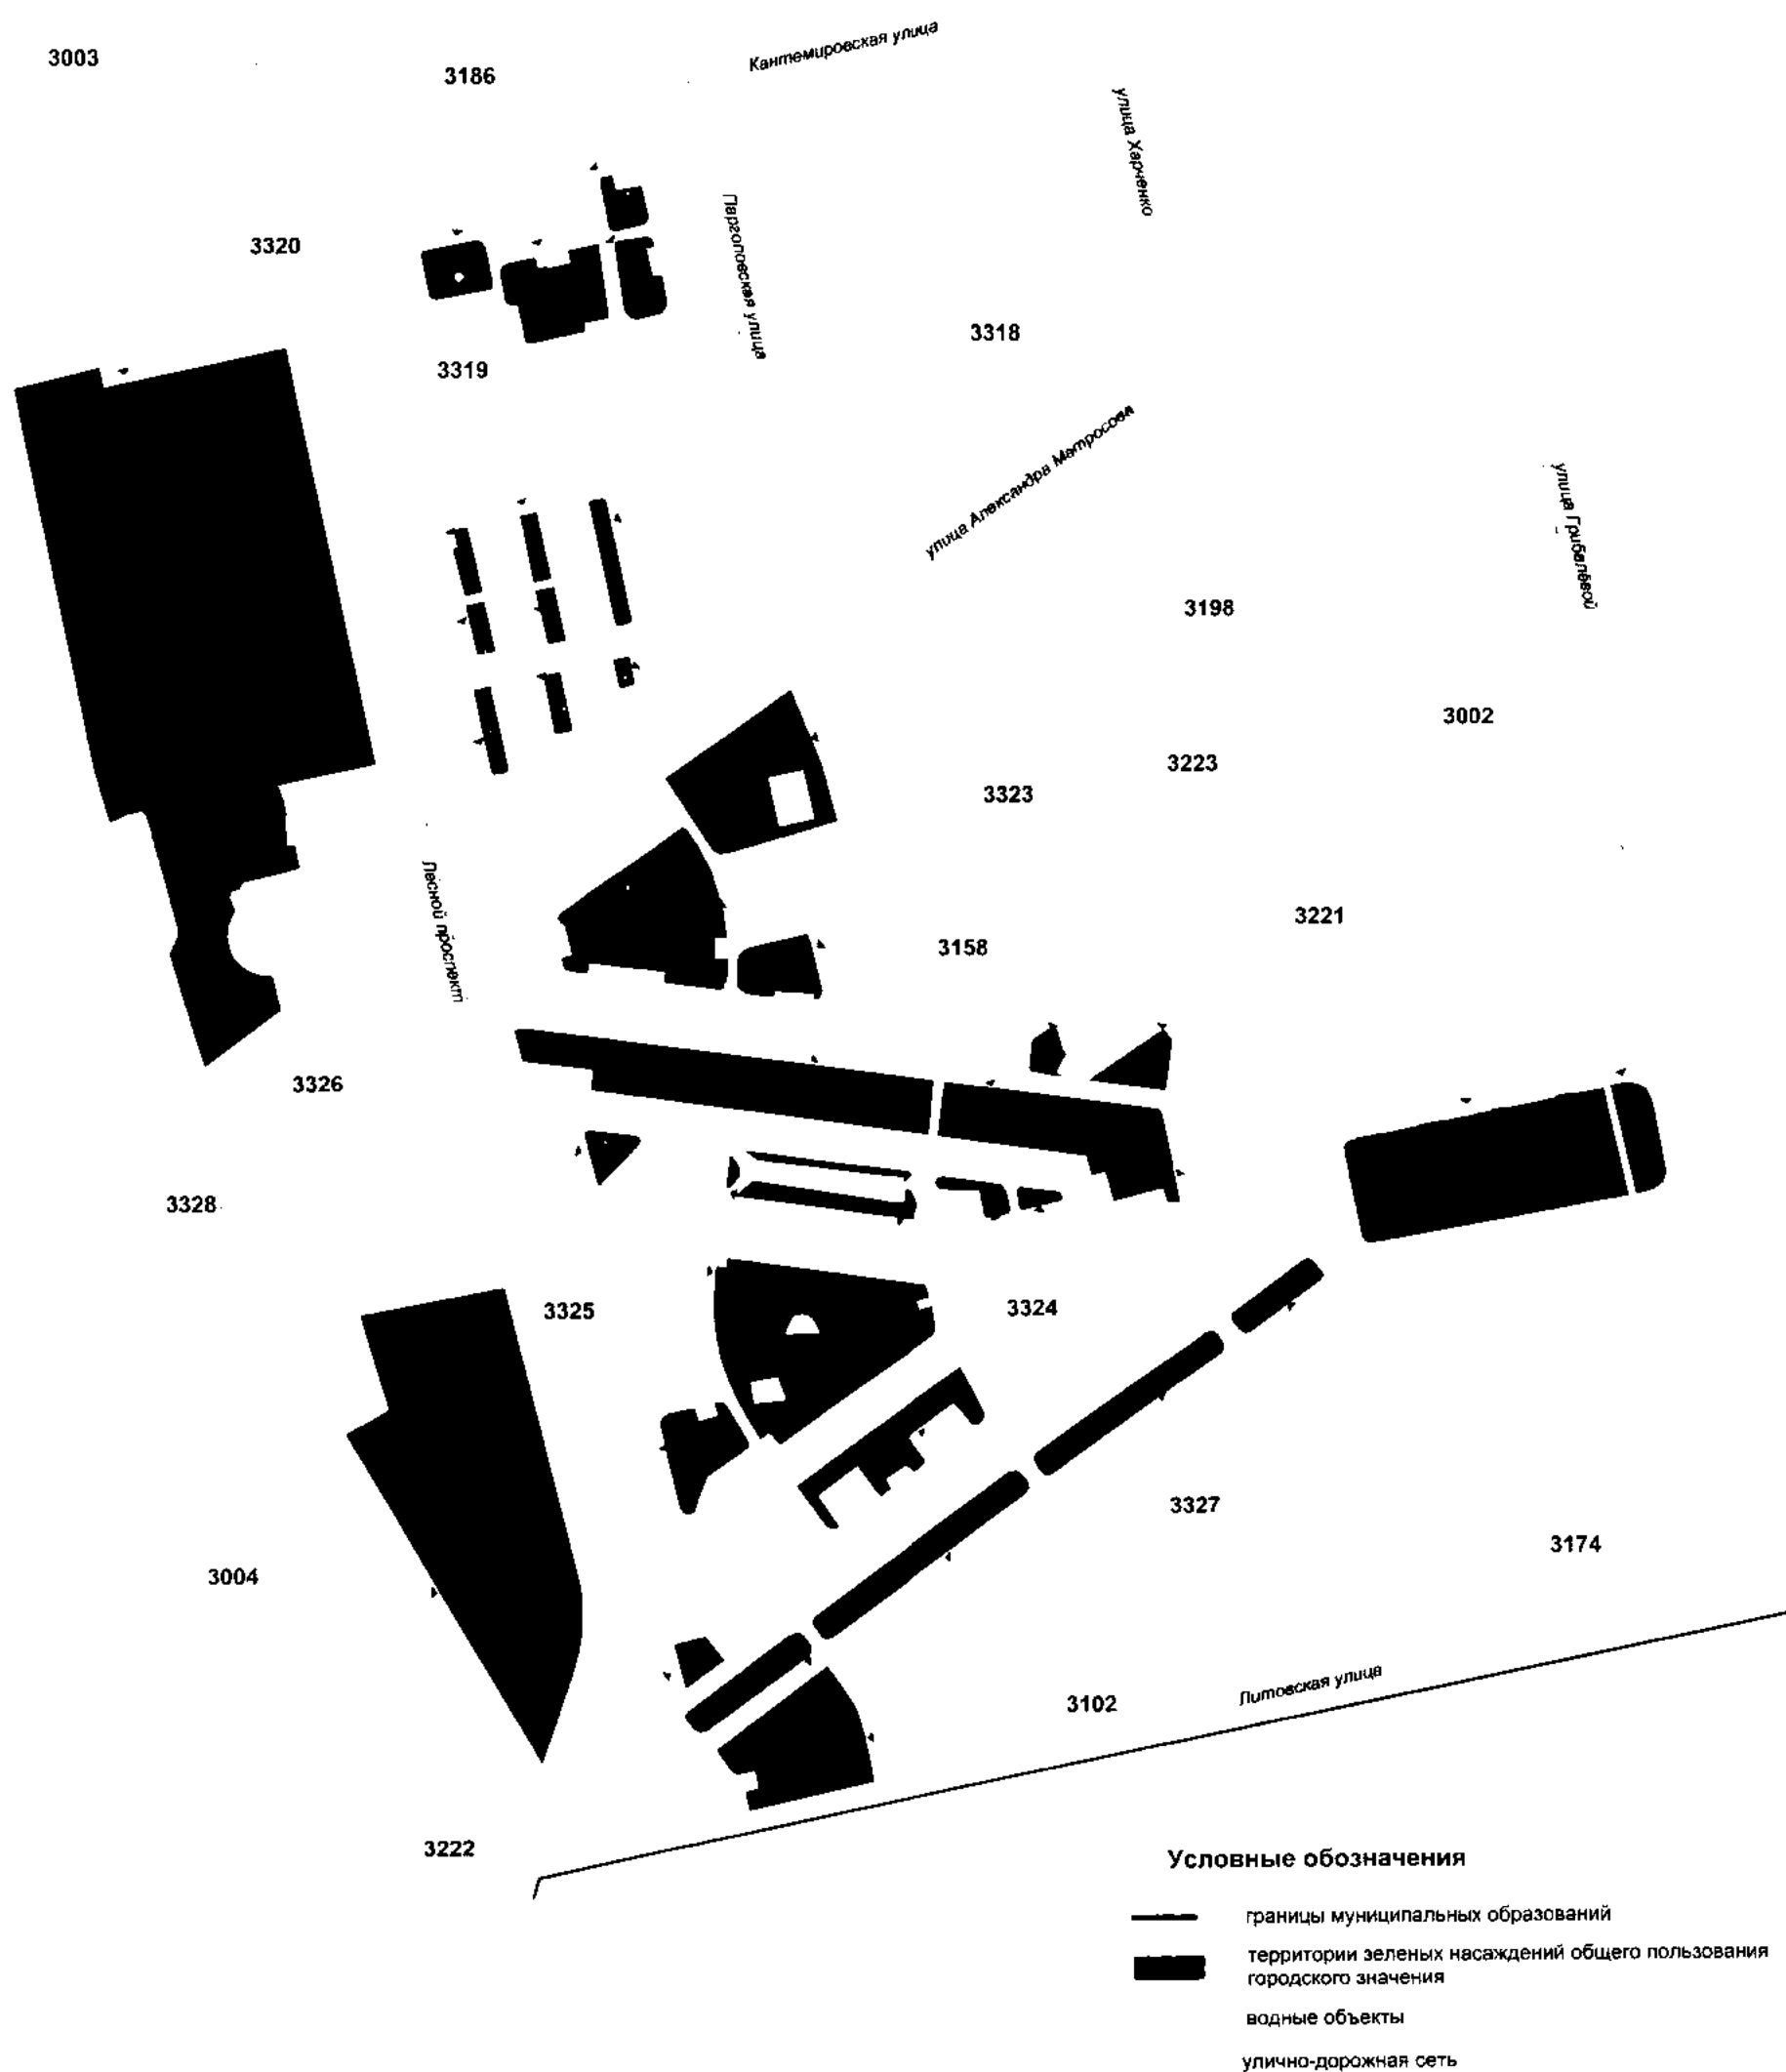 3003
3186
Кантемировская улица
улица Харченко
3320
Парголовская улица
3318
3319
улица Александра Матросова
улица Грибалёвой
3198
3002
3223
3323
Лесной проспект
3221
3158
3326
3328
3325
3324
3327
3174
3004
3102
Литовская улица
3222
Условные обозначения
границы муниципальных образований
территории зеленых насаждений общего пользования
городского значения
водные объекты
улично-дорожная сеть